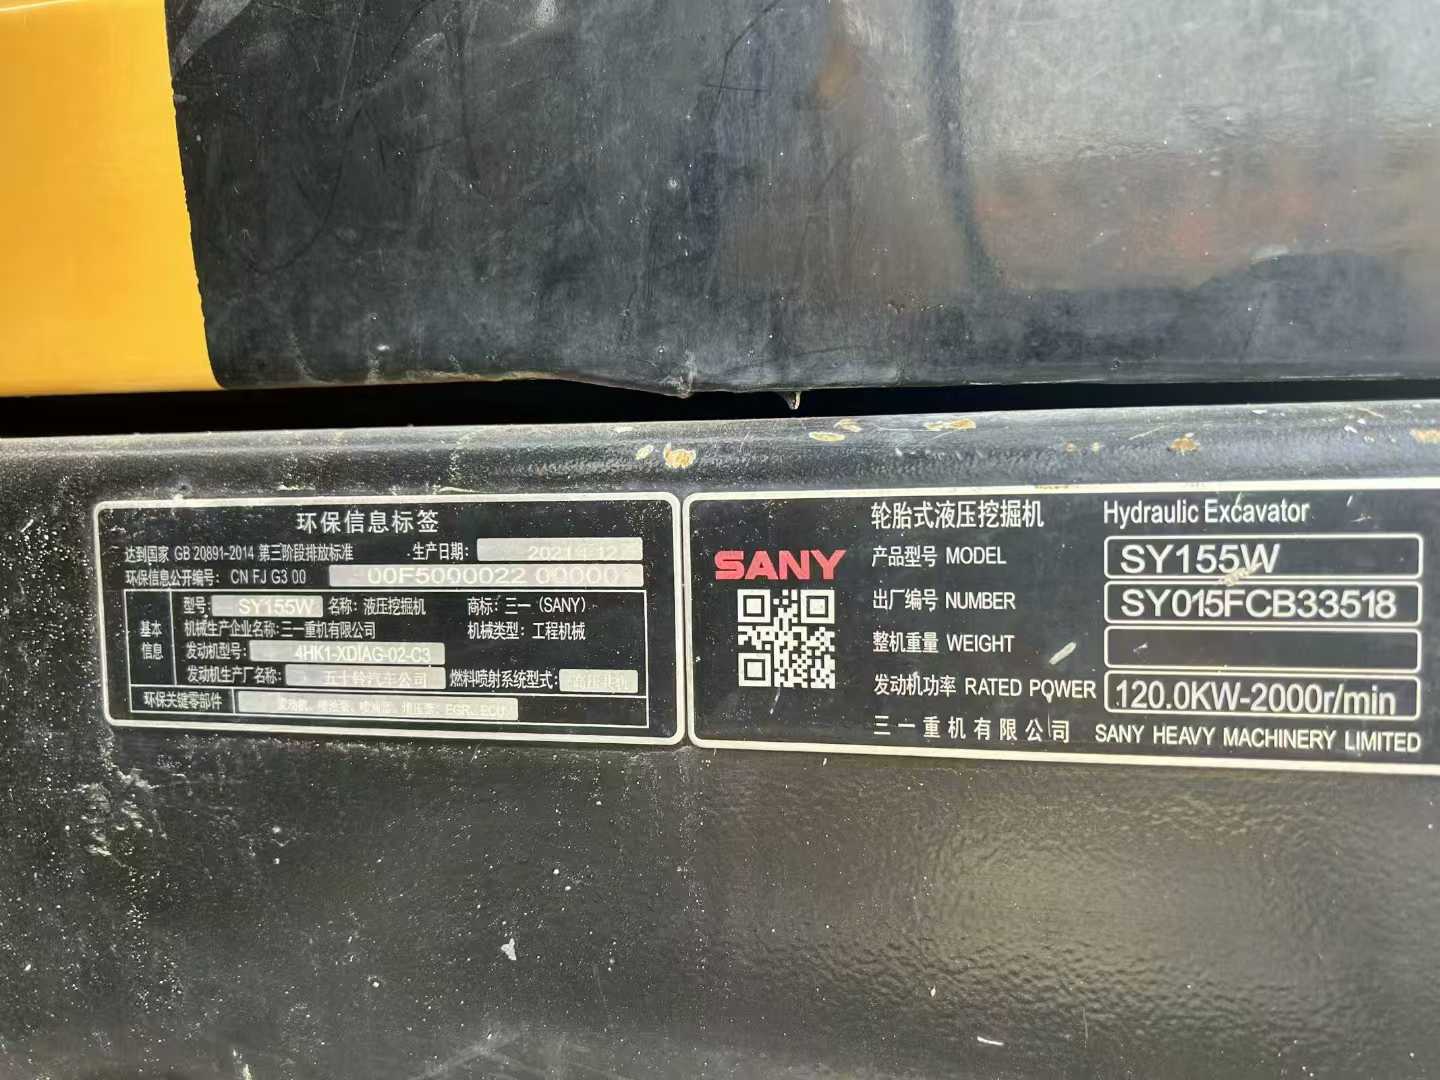 环保信息标签
达到国家 GB 20891-2014 第三阶段排放标准
生产日期:
环保信息公开编号: CN FJ G3 00 00F5000022
型号: SY155W 名称: 液压挖掘机 商标: 三一 (SANY)
基本信息
机械生产企业名称: 三一重机有限公司 机械类型: 工程机械
发动机型号: 4HK1-XDIAG-02-C3
发动机生产厂名称: 五十铃汽车公司 燃料喷射系统型式:
环保关键零部件
SANY
轮胎式液压挖掘机 Hydraulic Excavator
产品型号 MODEL SY155W
出厂编号 NUMBER SY015FCB33518
整机重量 WEIGHT
发动机功率 RATED POWER 120.0KW-2000r/min
三一重机有限公司 SANY HEAVY MACHINERY LIMITED